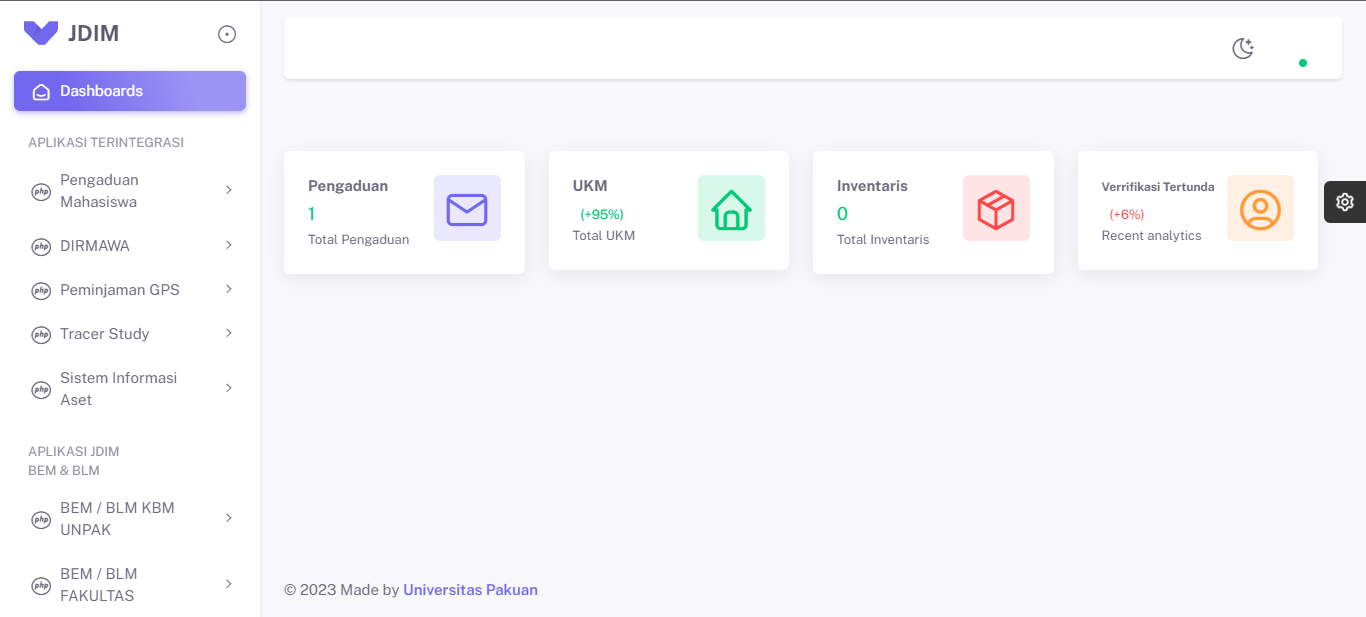 JDIM
Dashboards
APLIKASI TERINTEGRASI
php
Pengaduan
Mahasiswa
php
DIRMAWA
php
Peminjaman GPS
php
Tracer Study
php
Sistem Informasi
Aset
APLIKASI JDIM
BEM & BLM
php
BEM / BLM KBM
UNPAK
php
BEM / BLM
FAKULTAS
Pengaduan
1
Total Pengaduan
UKM
(+95%)
Total UKM
Inventaris
0
Total Inventaris
Verrifikasi Tertunda
(+6%)
Recent analytics
© 2023 Made by Universitas Pakuan